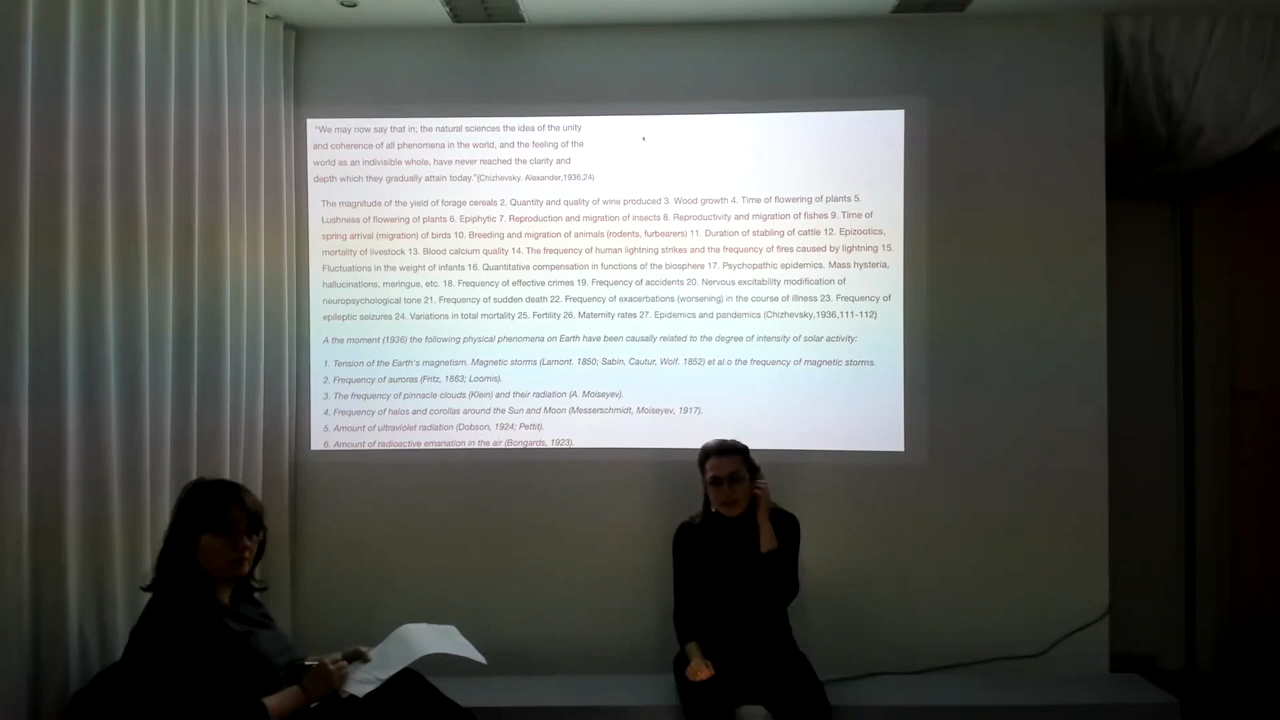 "We may now say that in; the natural sciences the idea of the unity
and coherence of all phenomena in the world, and the feeling of the
world as an indivisible whole, have never reached the clarity and
depth which they gradually attain today."(Chizhevsky. Alexander,1936,24)
The magnitude of the yield of forage cereals 2. Quantity and quality of wine produced 3. Wood growth 4. Time of flowering of plants 5.
Lushness of flowering of plants 6. Epiphytic 7. Reproduction and migration of insects 8. Reproductivity and migration of fishes 9. Time of
spring arrival (migration) of birds 10. Breeding and migration of animals (rodents, furbearers) 11. Duration of stabling of cattle 12. Epizootics,
mortality of livestock 13. Blood calcium quality 14. The frequency of human lightning strikes and the frequency of fires caused by lightning 15.
Fluctuations in the weight of infants 16. Quantitative compensation in functions of the biosphere 17. Psychopathic epidemics. Mass hysteria,
hallucinations, meringue, etc. 18. Frequency of effective crimes 19. Frequency of accidents 20. Nervous excitability modification of
neuropsychological tone 21. Frequency of sudden death 22. Frequency of exacerbations (worsening) in the course of illness 23. Frequency of
epileptic seizures 24. Variations in total mortality 25. Fertility 26. Maternity rates 27. Epidemics and pandemics (Chizhevsky,1936,111-112)
A the moment (1936) the following physical phenomena on Earth have been causally related to the degree of intensity of solar activity:
1. Tension of the Earth's magnetism. Magnetic storms (Lamont. 1850; Sabin, Cautur, Wolf. 1852) et al.o the frequency of magnetic storms.
2. Frequency of auroras (Fritz, 1863; Loomis).
3. The frequency of pinnacle clouds (Klein) and their radiation (A. Moiseyev).
4. Frequency of halos and corollas around the Sun and Moon (Messerschmidt, Moiseyev, 1917).
5. Amount of ultraviolet radiation (Dobson, 1924; Pettit).
6. Amount of radioactive emanation in the air (Bongards, 1923).